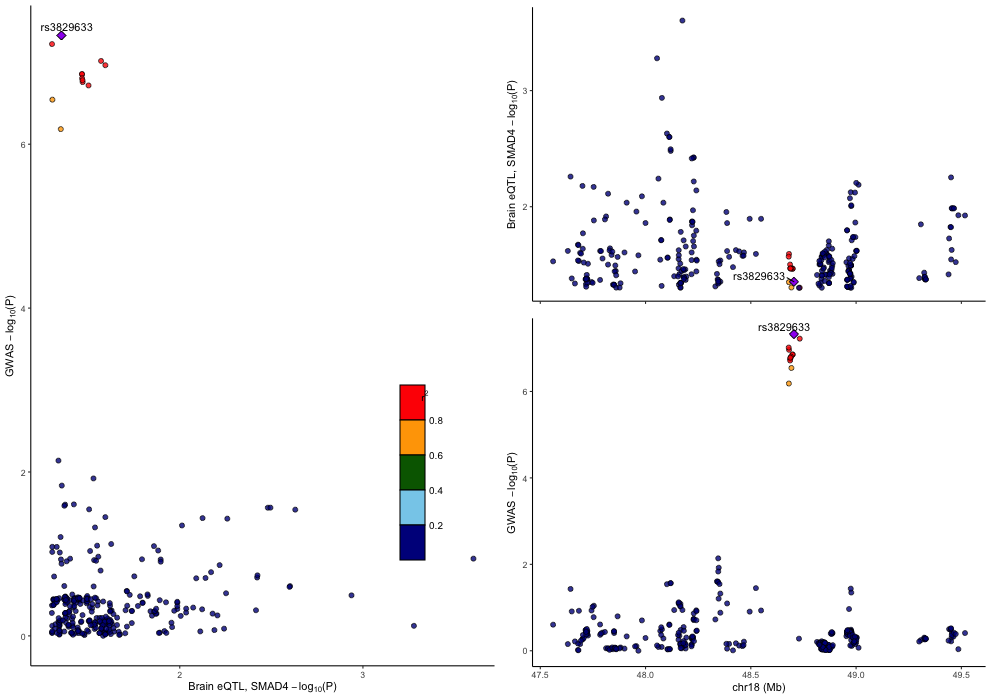 rs3829633
6
4
2
0
GWAS −log10(P)
2
3
Brain eQTL, SMAD4 −log10(P)
r2
0.8
0.6
0.4
0.2
3
2
Brain eQTL, SMAD4 −log10(P)
rs3829633
rs3829633
6
4
2
0
GWAS −log10(P)
47.5
48.0
48.5
49.0
49.5
chr18 (Mb)